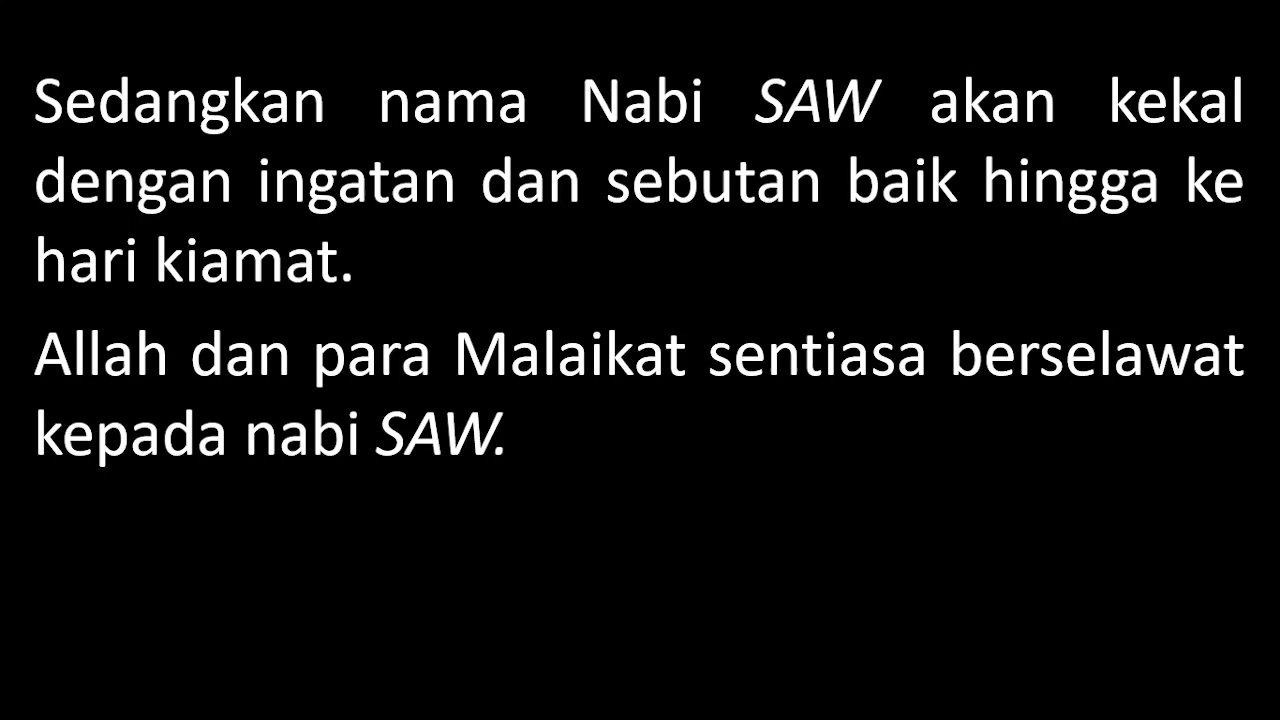 Sedangkan nama Nabi SAW akan kekal
dengan ingatan dan sebutan baik hingga ke
hari kiamat.
Allah dan para Malaikat sentiasa berselawat
kepada nabi SAW.